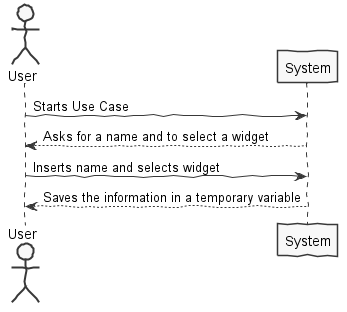 User
System
Starts Use Case
Asks for a name and to select a widget
Inserts name and selects widget
Saves the information in a temporary variable
User
System